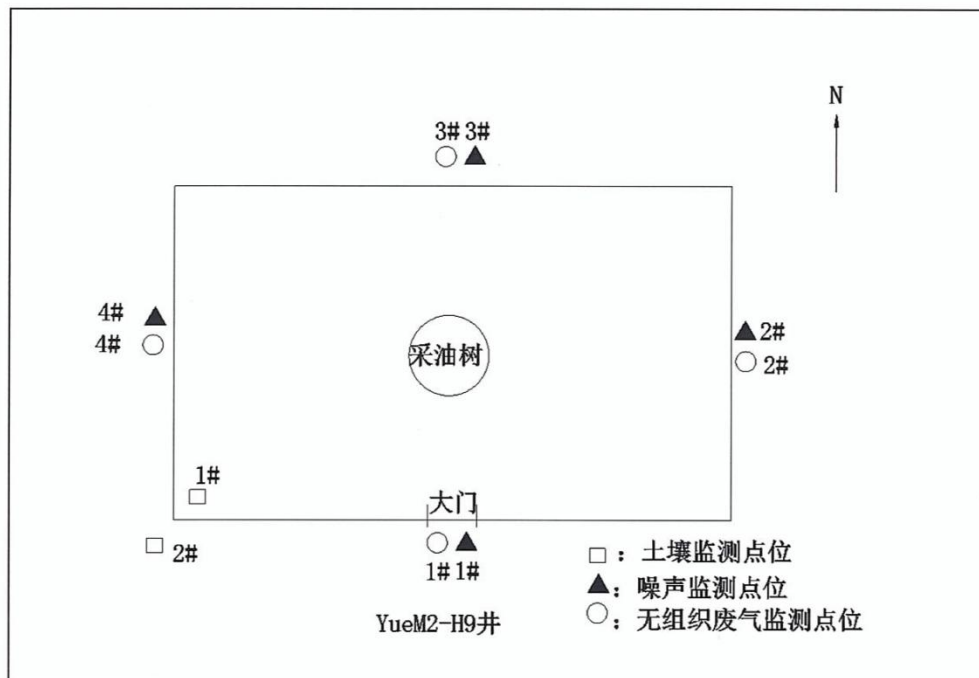 N
3# 3#
4#
4#
2#
2#
采油树
1#
大门
2#
1# 1#
□：土壤监测点位
▲：噪声监测点位
○：无组织废气监测点位
YueM2-H9井